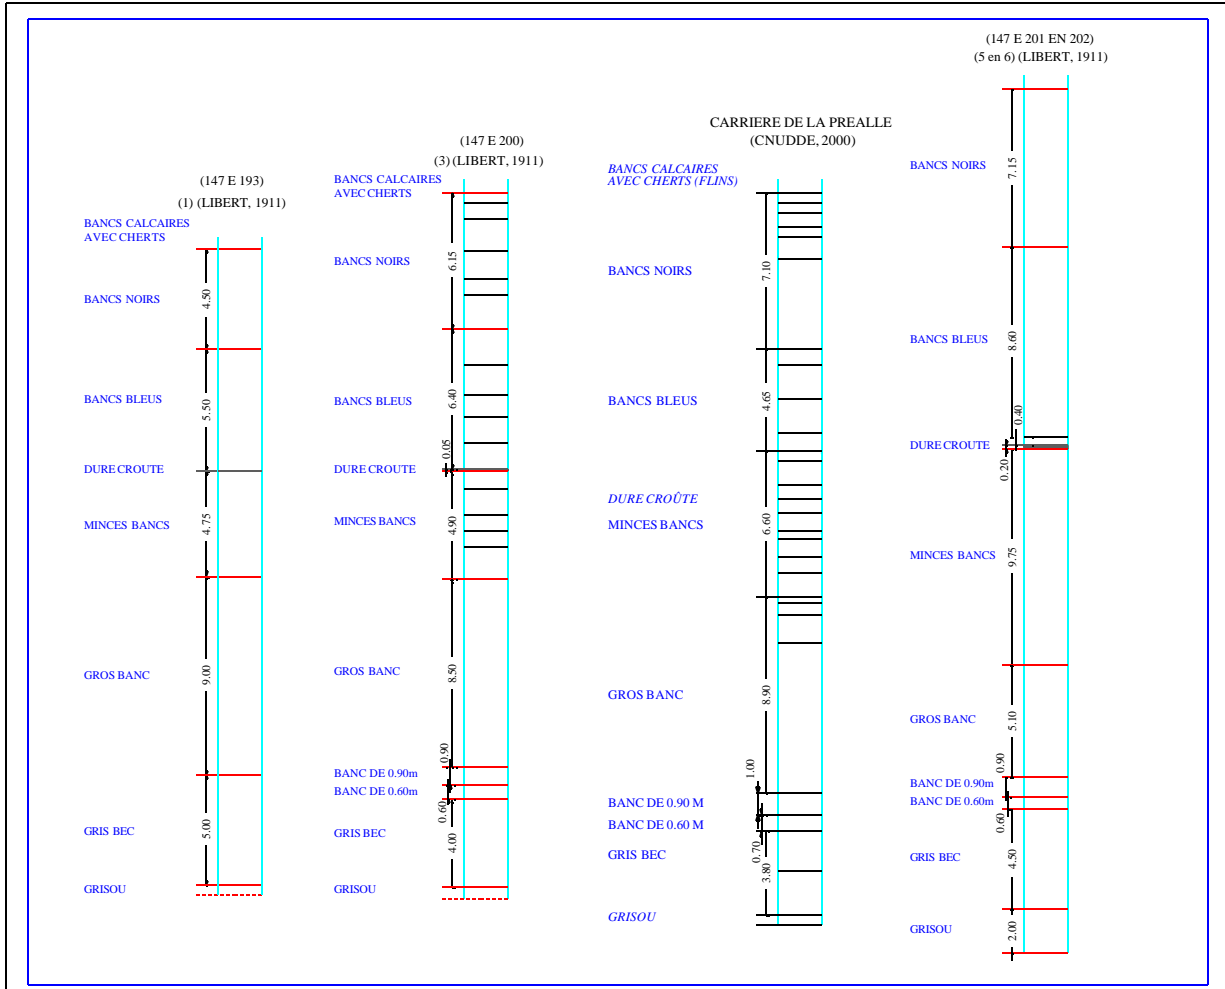 (147 E 193)
(1) (LIBERT, 1911)
BANCS CALCAIRES
AVEC CHERTS
BANCS NOIRS
4.50
BANCS BLEUS
5.50
DURE CROUTE
MINCES BANCS
4.75
GROS BANC
9.00
GRIS BEC
5.00
GRISOU
(147 E 200)
(3) (LIBERT, 1911)
BANCS CALCAIRES
AVEC CHERTS
BANCS NOIRS
6.15
BANCS BLEUS
6.40
0.05
DURE CROUTE
MINCES BANCS
4.90
GROS BANC
8.50
0.90
BANC DE 0.90m
BANC DE 0.60m
0.60
GRIS BEC
4.00
GRISOU
CARRIERE DE LA PREALLE
(CNUDDE, 2000)
BANCS CALCAIRES
AVEC CHERTS (FLINS)
BANCS NOIRS
7.10
BANCS BLEUS
4.65
DURE CROÛTE
MINCES BANCS
6.60
GROS BANC
8.90
1.00
BANC DE 0.90 M
BANC DE 0.60 M
0.70
GRIS BEC
3.80
GRISOU
(147 E 201 EN 202)
(5 en 6) (LIBERT, 1911)
BANCS NOIRS
7.15
BANCS BLEUS
8.60
0.40
DURE CROUTE
0.20
MINCES BANCS
9.75
GROS BANC
5.10
0.90
BANC DE 0.90m
BANC DE 0.60m
0.60
GRIS BEC
4.50
GRISOU
2.00